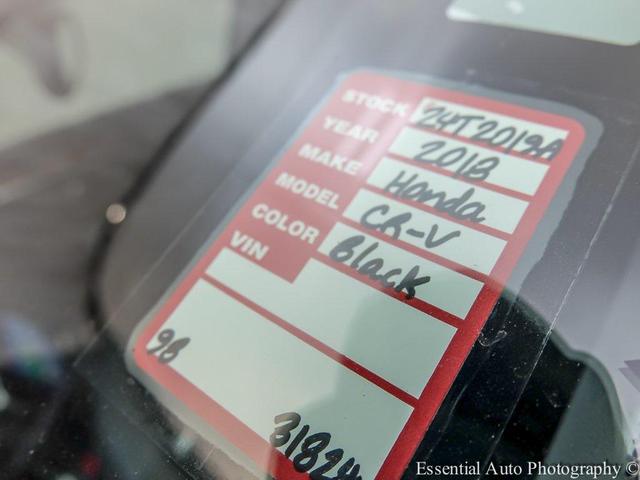 STOCK 24T2019A
YEAR 2018
MAKE Honda
MODEL CR-V
COLOR Black
VIN
98
31824
Essential Auto Photography ©